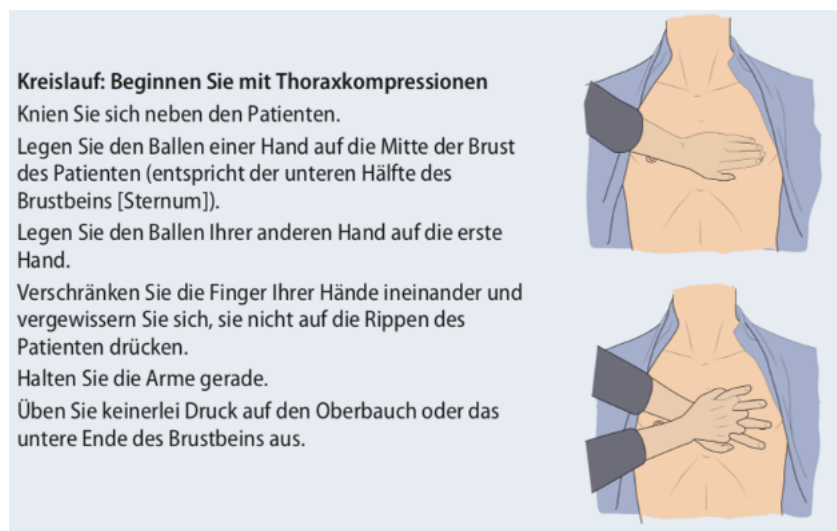 Kreislauf: Beginnen Sie mit Thoraxkompressionen
Knien Sie sich neben den Patienten.
Legen Sie den Ballen einer Hand auf die Mitte der Brust
des Patienten (entspricht der unteren Hälfte des
Brustbeins [Sternum]).
Legen Sie den Ballen Ihrer anderen Hand auf die erste
Hand.
Verschränken Sie die Finger Ihrer Hände ineinander und
vergewissern Sie sich, sie nicht auf die Rippen des
Patienten drücken.
Halten Sie die Arme gerade.
Üben Sie keinerlei Druck auf den Oberbauch oder das
untere Ende des Brustbeins aus.